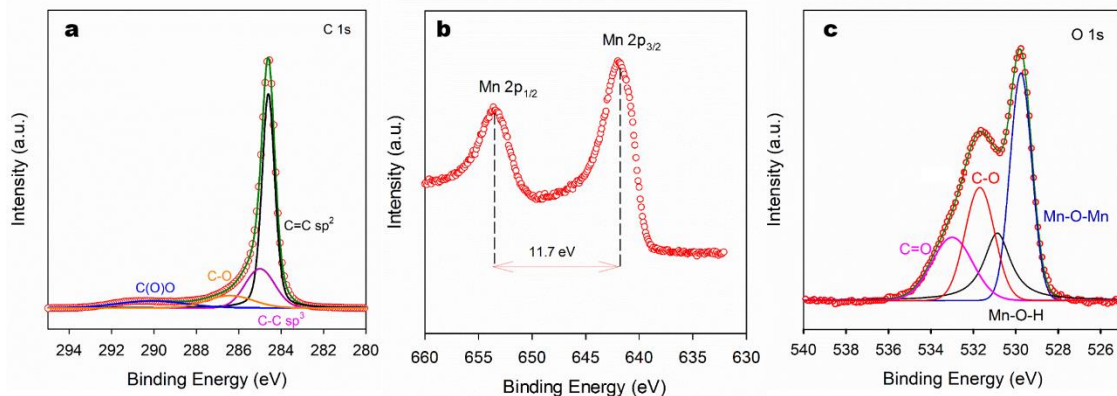 a
C 1s
Intensity (a.u.)
C=C sp²
C-O
C(O)O
C-C sp³
294 292 290 288 286 284 282 280
Binding Energy (eV)
b
Mn 2p₃/₂
Mn 2p₁/₂
Intensity (a.u.)
11.7 eV
660 655 650 645 640 635 630
Binding Energy (eV)
c
O 1s
Intensity (a.u.)
C-O
Mn-O-Mn
C=O
Mn-O-H
540 538 536 534 532 530 528 526
Binding Energy (eV)